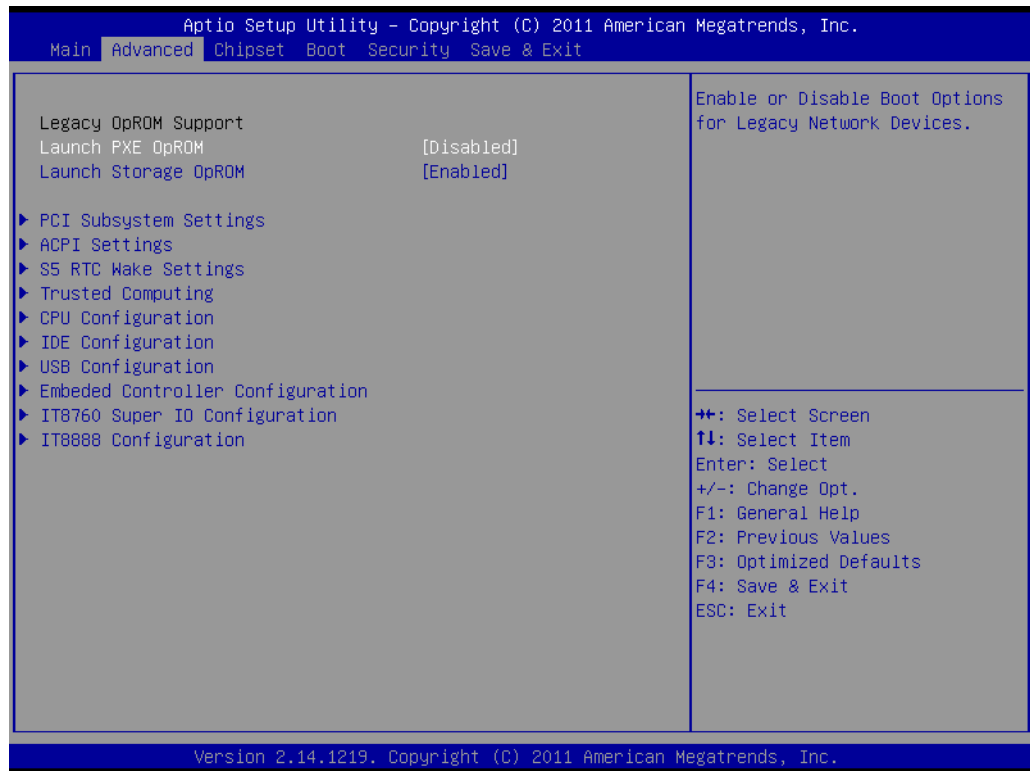 Aptio Setup Utility – Copyright (C) 2011 American Megatrends, Inc.
Main Advanced Chipset Boot Security Save & Exit
Legacy OpROM Support
Launch PXE OpROM [Disabled]
Launch Storage OpROM [Enabled]
PCI Subsystem Settings
ACPI Settings
S5 RTC Wake Settings
Trusted Computing
CPU Configuration
IDE Configuration
USB Configuration
Embeded Controller Configuration
IT8760 Super IO Configuration
IT8888 Configuration
Enable or Disable Boot Options
for Legacy Network Devices.
→←: Select Screen
↑↓: Select Item
Enter: Select
+/-: Change Opt.
F1: General Help
F2: Previous Values
F3: Optimized Defaults
F4: Save & Exit
ESC: Exit
Version 2.14.1219. Copyright (C) 2011 American Megatrends, Inc.